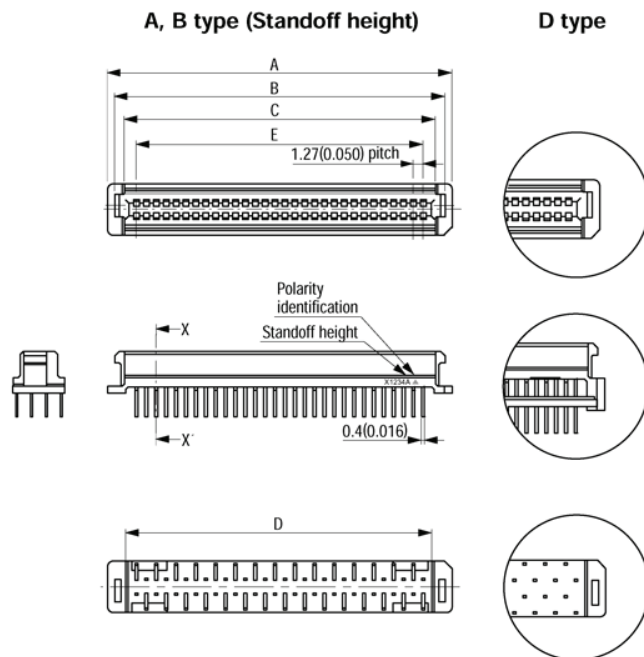 A, B type (Standoff height)
D type
A
B
C
E
1.27(0.050) pitch
Polarity
identification
Standoff height
X
X1234A
X'
0.4(0.016)
D